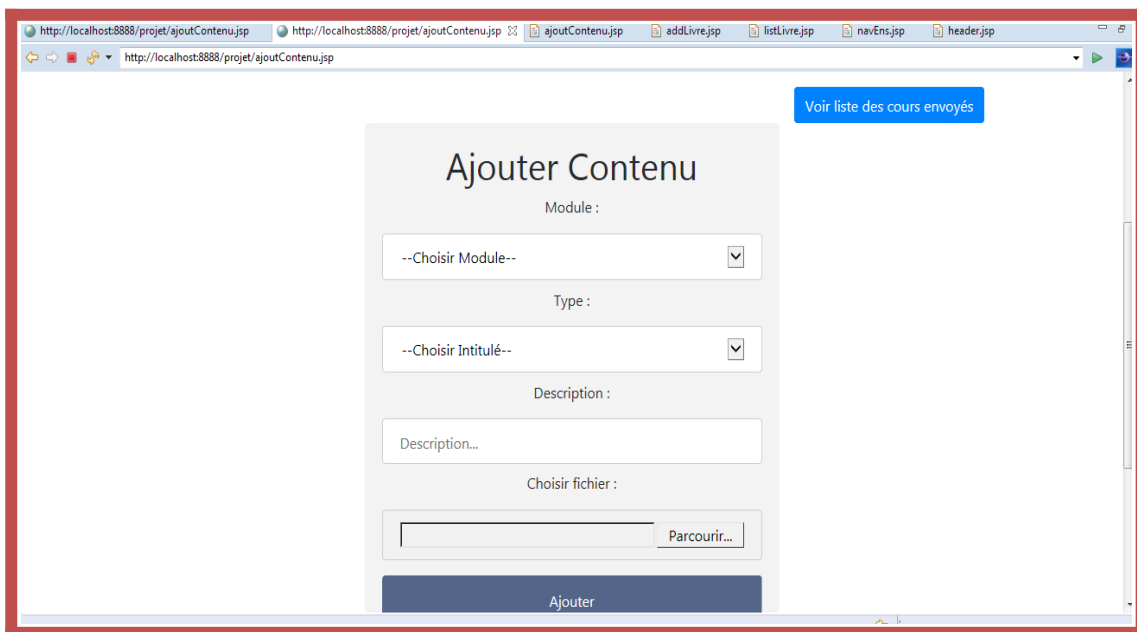 http://localhost:8888/projet/ajoutContenu.jsp http://localhost:8888/projet/ajoutContenu.jsp ajoutContenu.jsp addLivre.jsp listLivre.jsp navEns.jsp header.jsp
http://localhost:8888/projet/ajoutContenu.jsp
Voir liste des cours envoyés
Ajouter Contenu
Module :
--Choisir Module--
Type :
--Choisir Intitulé--
Description :
Description...
Choisir fichier :
Parcourir...
Ajouter